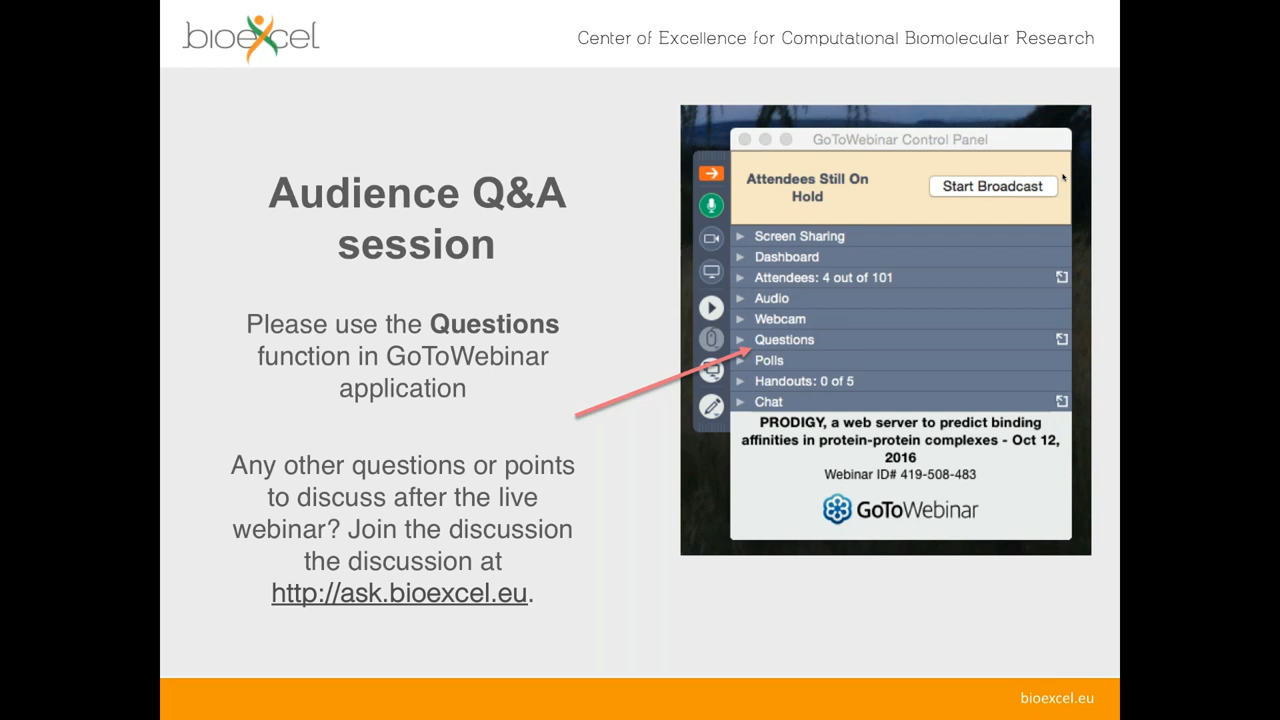 bioexcel
Center of Excellence for Computational Biomolecular Research
Audience Q&A
session
Please use the Questions
function in GoToWebinar
application
Any other questions or points
to discuss after the live
webinar? Join the discussion
the discussion at
http://ask.bioexcel.eu.
GoToWebinar Control Panel
Attendees Still On
Hold
Start Broadcast
Screen Sharing
Dashboard
Attendees: 4 out of 101
Audio
Webcam
Questions
Polls
Handouts: 0 of 5
Chat
PRODIGY, a web server to predict binding
affinities in protein-protein complexes - Oct 12,
2016
Webinar ID# 419-508-483
GoToWebinar
bioexcel.eu